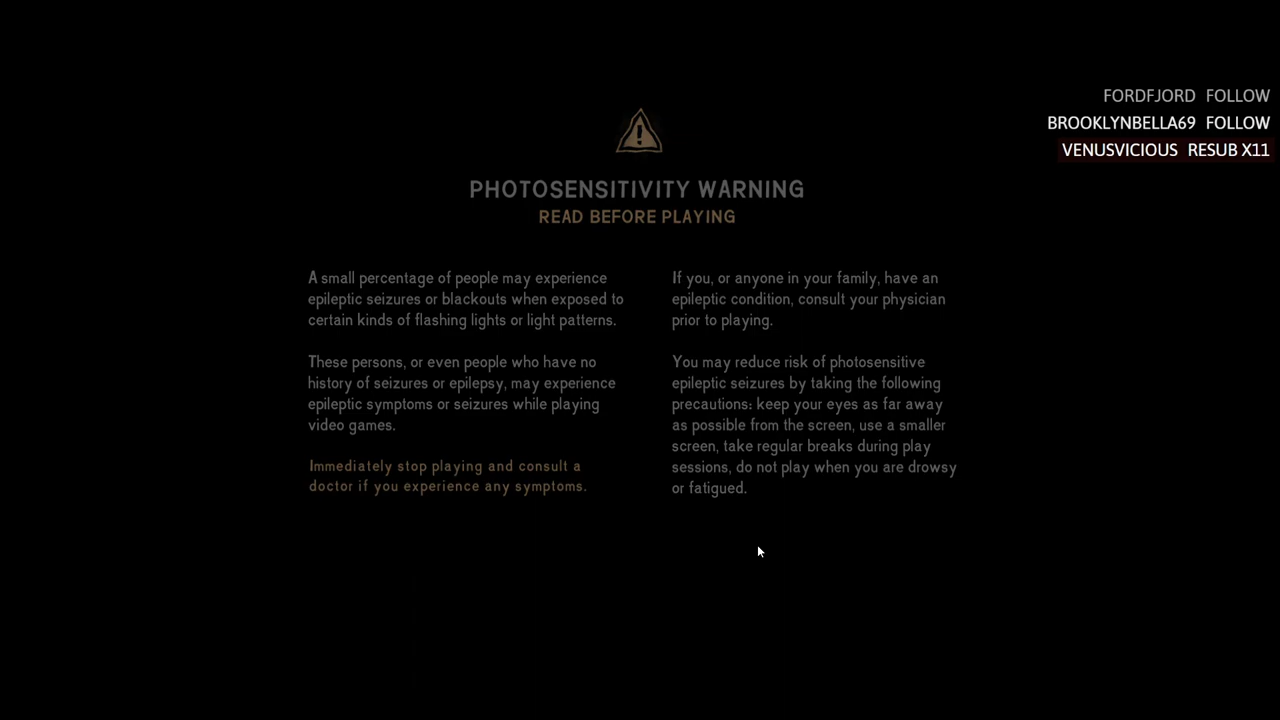 FORDFJORD FOLLOW
BROOKLYNBELLA69 FOLLOW
VENUSVICIOUS RESUB X11
!
PHOTOSENSITIVITY WARNING
READ BEFORE PLAYING
A small percentage of people may experience
epileptic seizures or blackouts when exposed to
certain kinds of flashing lights or light patterns.
These persons, or even people who have no
history of seizures or epilepsy, may experience
epileptic symptoms or seizures while playing
video games.
Immediately stop playing and consult a
doctor if you experience any symptoms.
If you, or anyone in your family, have an
epileptic condition, consult your physician
prior to playing.
You may reduce risk of photosensitive
epileptic seizures by taking the following
precautions: keep your eyes as far away
as possible from the screen, use a smaller
screen, take regular breaks during play
sessions, do not play when you are drowsy
or fatigued.